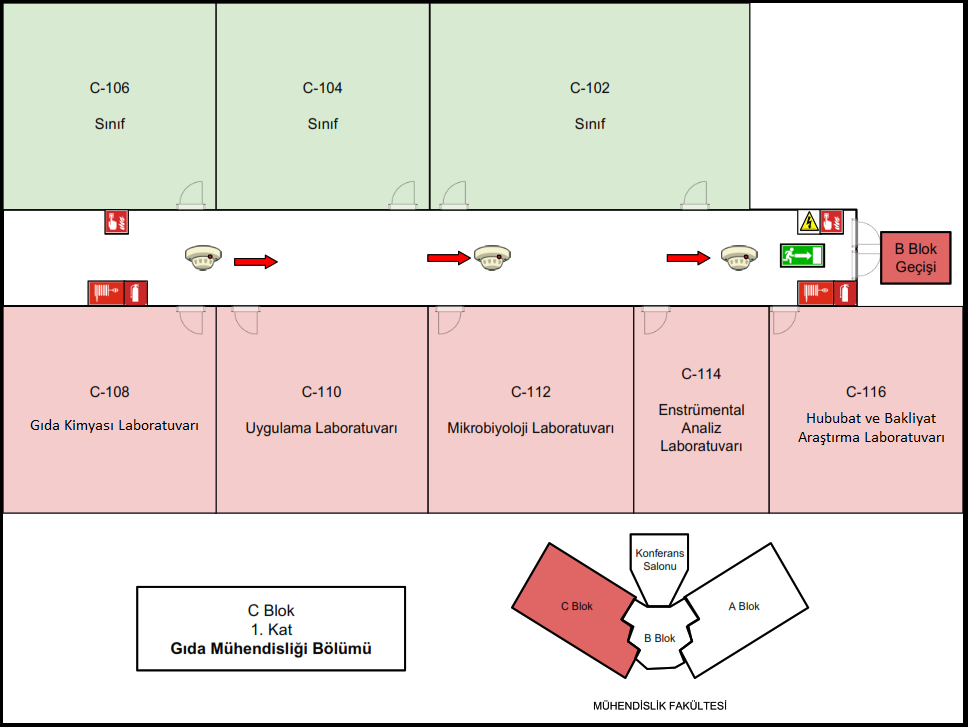 C-106
Sınıf
C-104
Sınıf
C-102
Sınıf
B Blok
Geçişi
C-108
Gıda Kimyası Laboratuvarı
C-110
Uygulama Laboratuvarı
C-112
Mikrobiyoloji Laboratuvarı
C-114
Enstrümental
Analiz
Laboratuvarı
C-116
Hububat ve Bakliyat
Araştırma Laboratuvarı
C Blok
1. Kat
Gıda Mühendisliği Bölümü
Konferans
Salonu
C Blok
B Blok
A Blok
MÜHENDİSLİK FAKÜLTESİ